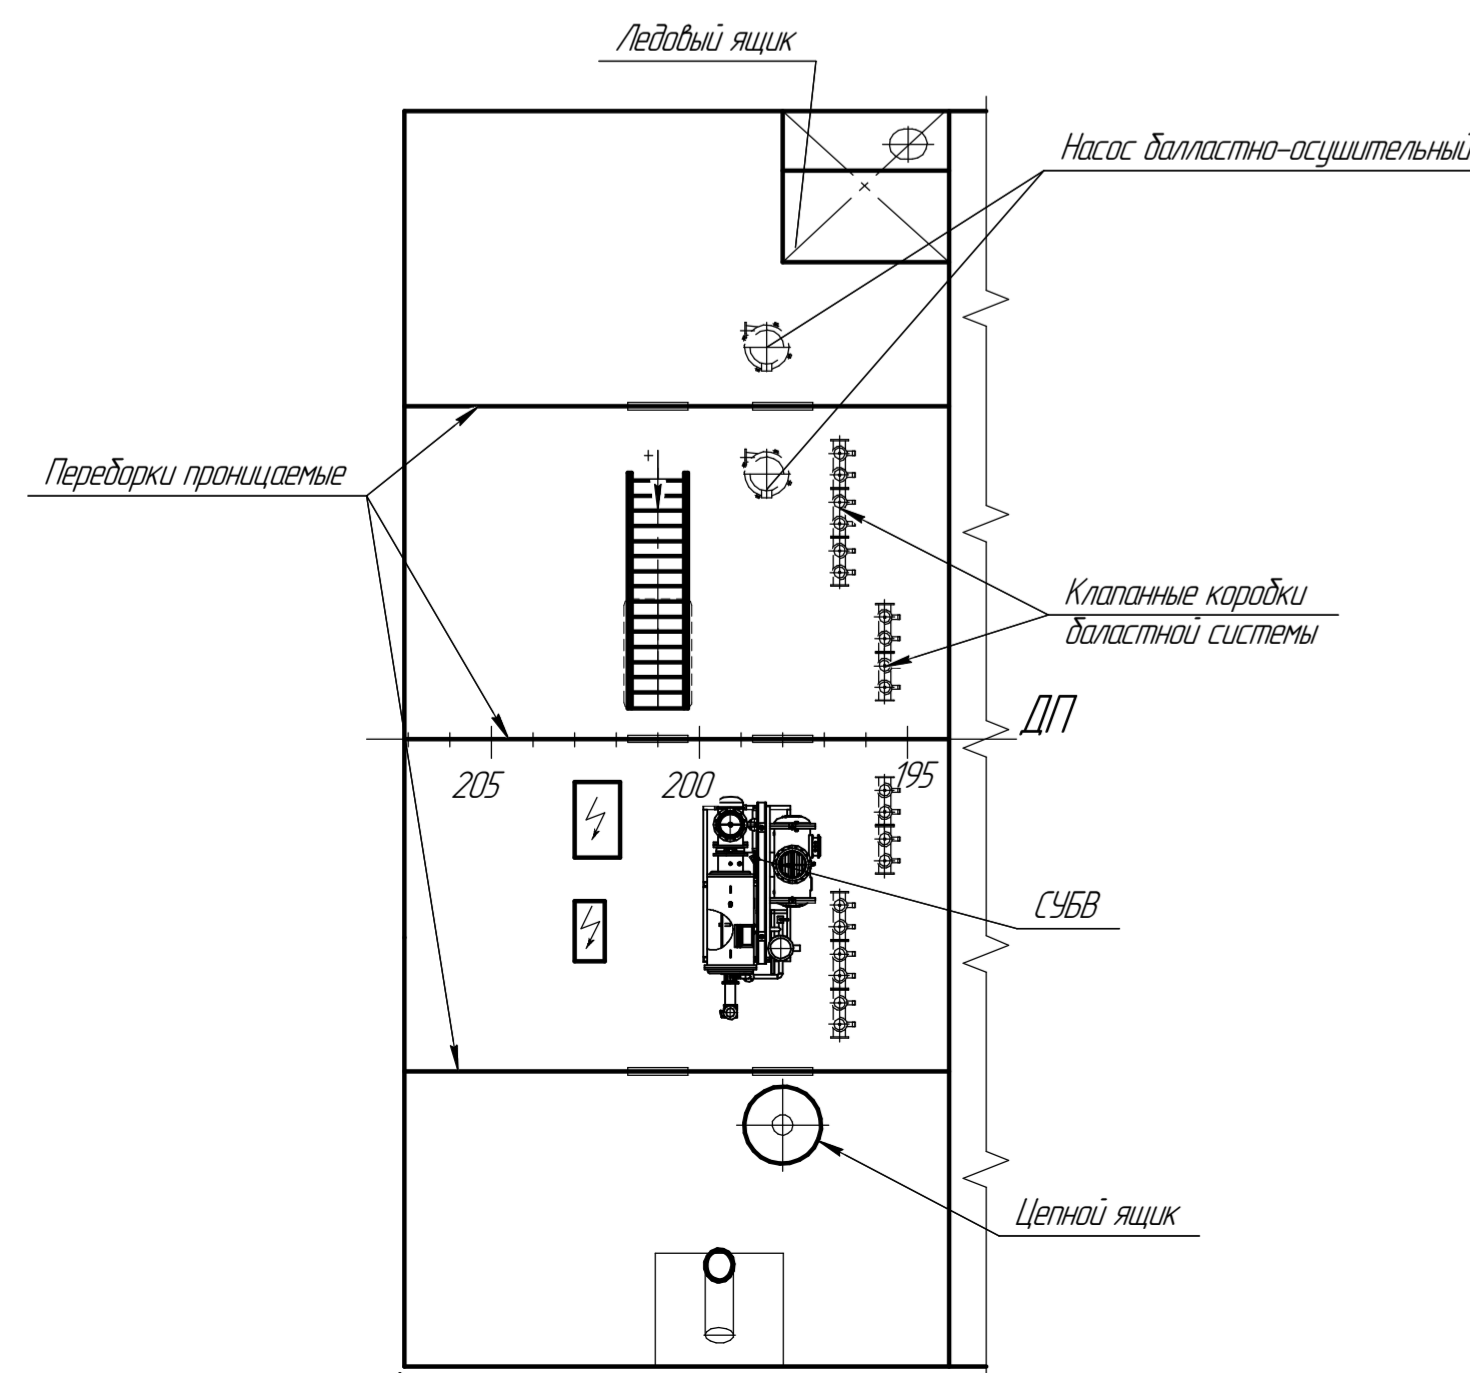 Ледовый ящик
Насос балластно-осушительный
Переборки проницаемые
Клапанные коробки
баластной системы
ДП
205
200
195
СУБВ
Цепной ящик